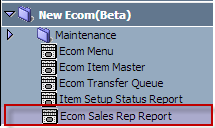 New Ecom(Beta)
Maintenance
Ecom Menu
Ecom Item Master
Ecom Transfer Queue
Item Setup Status Report
Ecom Sales Rep Report